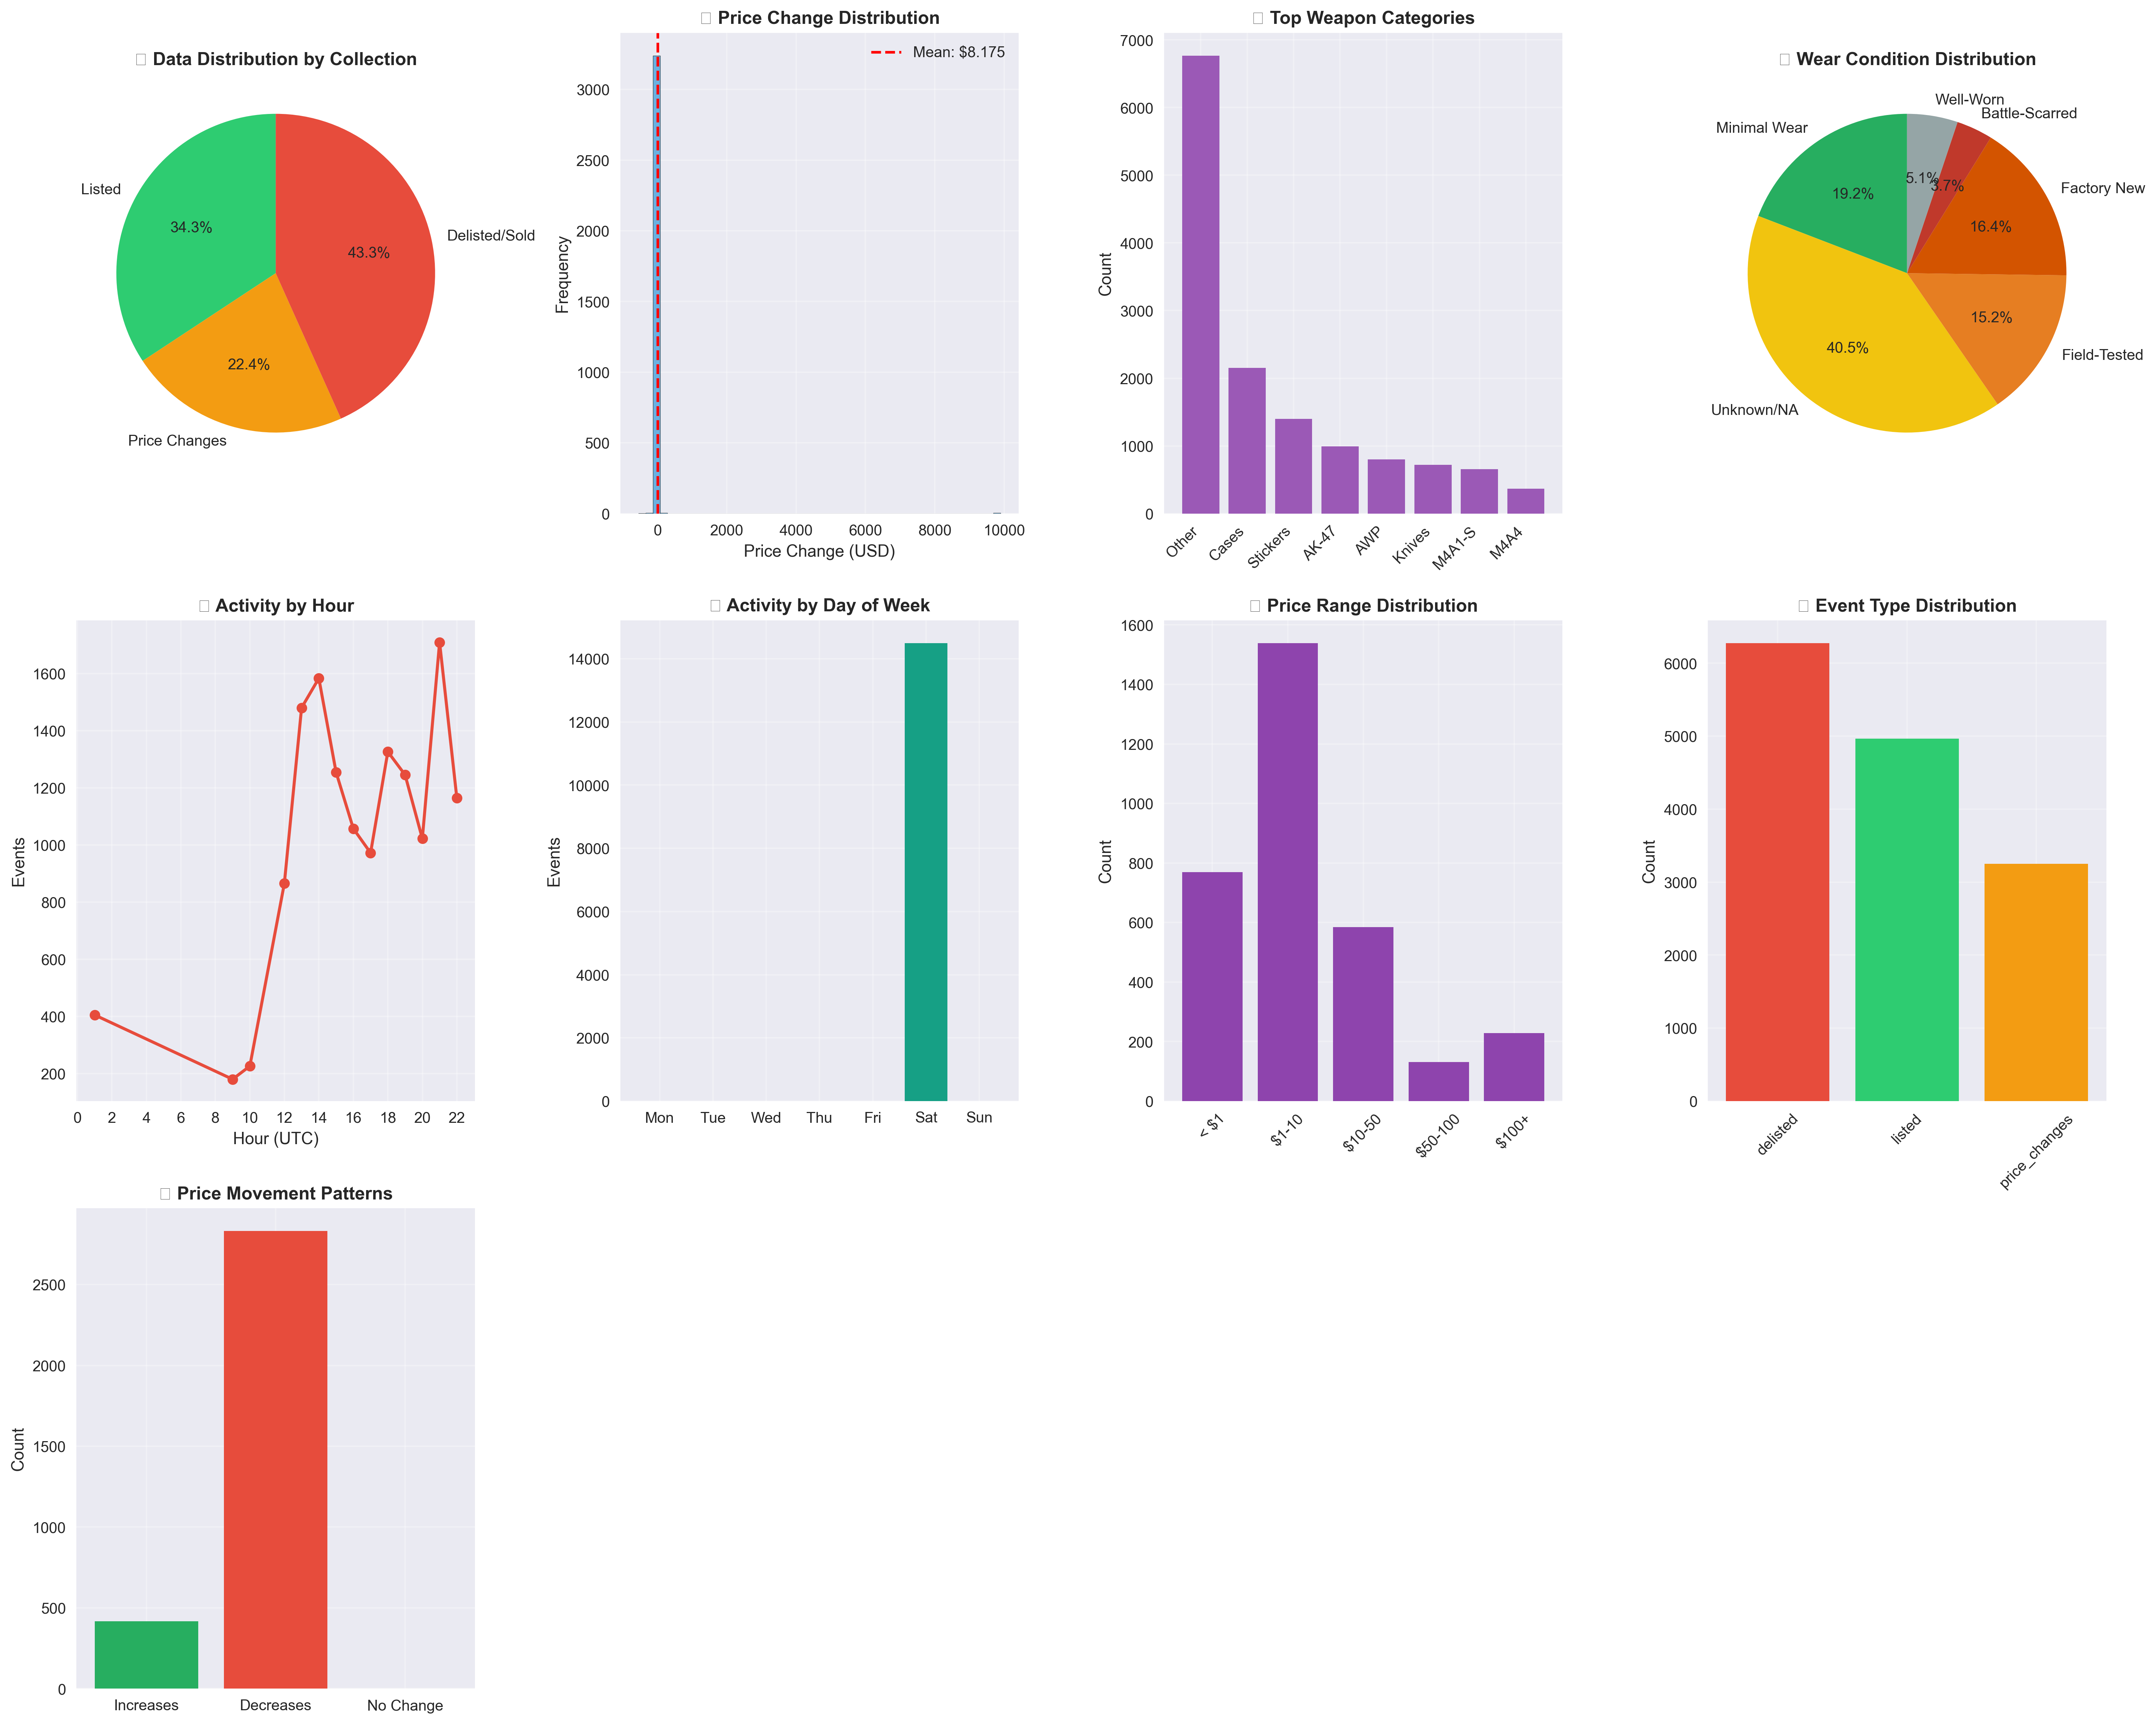 Data Distribution by Collection
Listed
34.3%
Delisted/Sold
43.3%
22.4%
Price Changes
Price Change Distribution
Mean: $8.175
Frequency
3000
2500
2000
1500
1000
500
0
0 2000 4000 6000 8000 10000
Price Change (USD)
Top Weapon Categories
Count
7000
6000
5000
4000
3000
2000
1000
0
Other Cases Stickers AK-47 AWP Knives M4A1-S M4A4
Wear Condition Distribution
Well-Worn
Battle-Scarred
Minimal Wear
5.1%
3.7%
19.2%
Factory New
16.4%
15.2%
40.5%
Field-Tested
Unknown/NA
Activity by Hour
Events
1600
1400
1200
1000
800
600
400
200
0 2 4 6 8 10 12 14 16 18 20 22
Hour (UTC)
Activity by Day of Week
Events
14000
12000
10000
8000
6000
4000
2000
0
Mon Tue Wed Thu Fri Sat Sun
Price Range Distribution
Count
1600
1400
1200
1000
800
600
400
200
0
< $1 $1-10 $10-50 $50-100 $100+
Event Type Distribution
Count
6000
5000
4000
3000
2000
1000
0
delisted listed price_changes
Price Movement Patterns
Count
2500
2000
1500
1000
500
0
Increases Decreases No Change